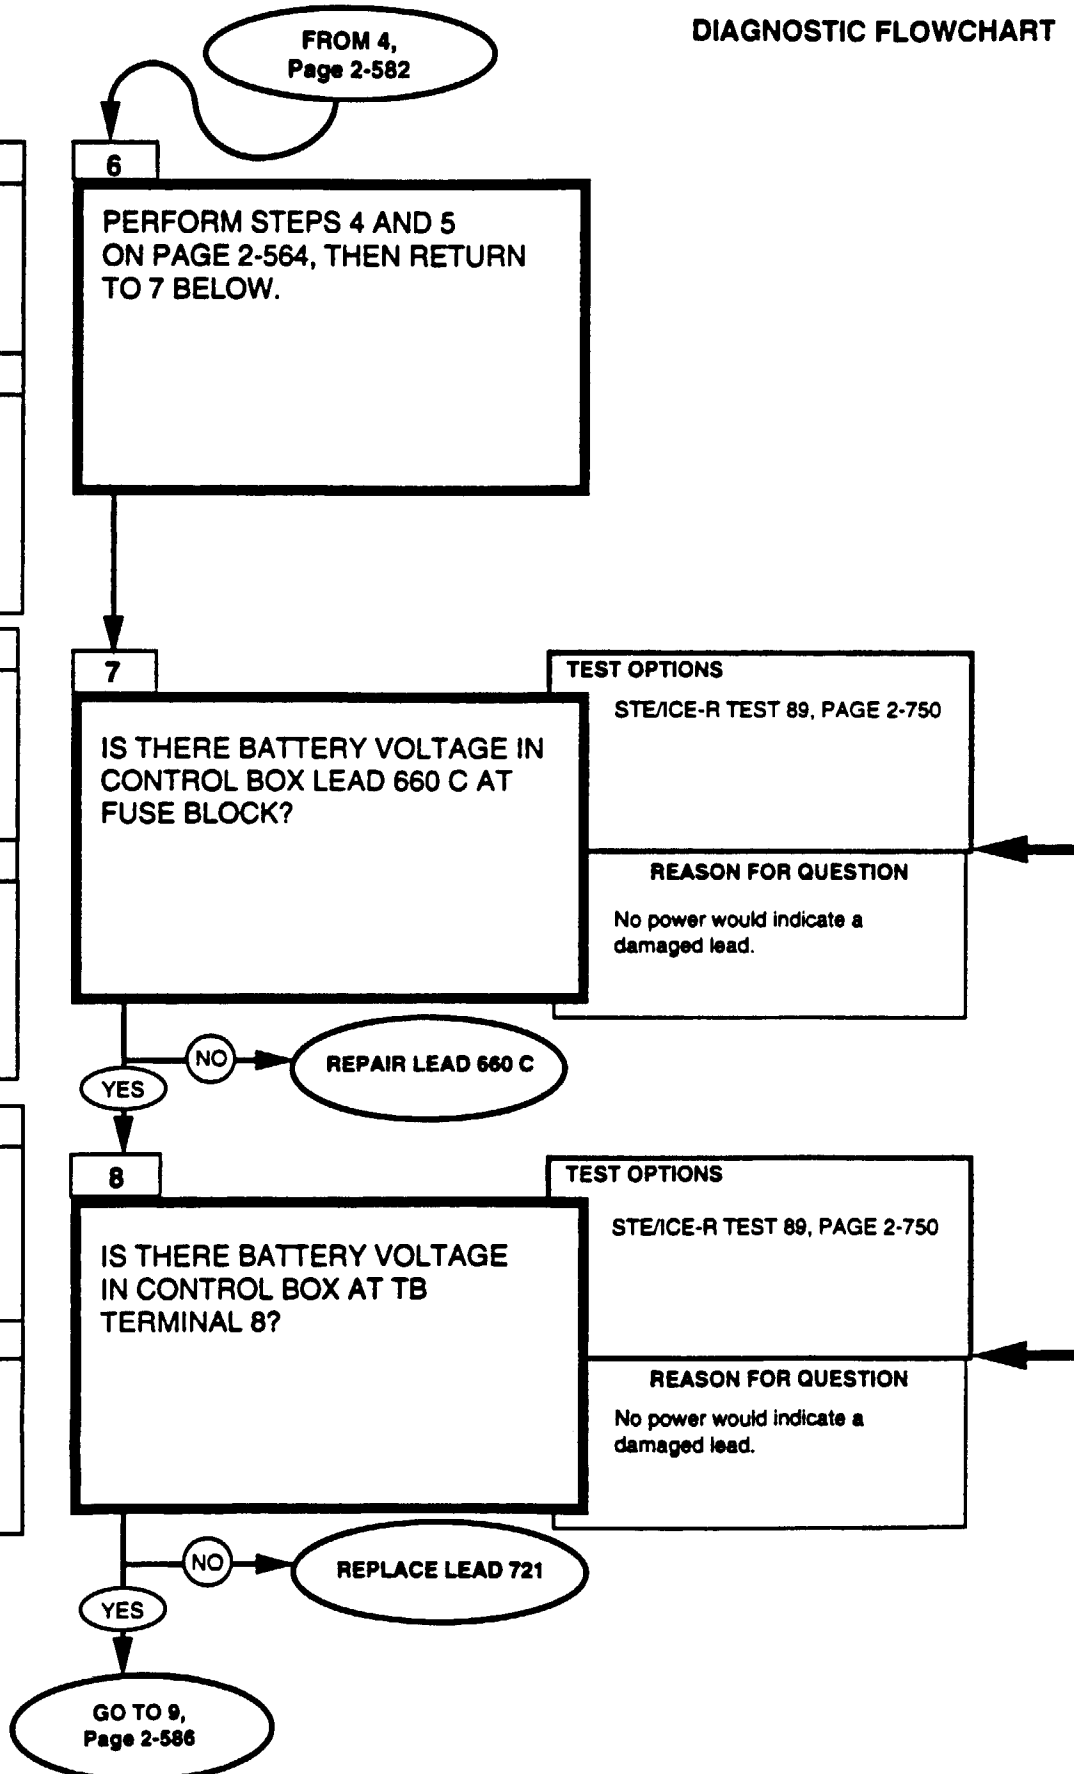 DIAGNOSTIC FLOWCHART
FROM 4,
Page 2-582
6
PERFORM STEPS 4 AND 5
ON PAGE 2-564, THEN RETURN
TO 7 BELOW.
7
IS THERE BATTERY VOLTAGE IN
CONTROL BOX LEAD 660 C AT
FUSE BLOCK?
TEST OPTIONS
STE/ICE-R TEST 89, PAGE 2-750
REASON FOR QUESTION
No power would indicate a
damaged lead.
NO
REPAIR LEAD 660 C
YES
8
IS THERE BATTERY VOLTAGE
IN CONTROL BOX AT TB
TERMINAL 8?
TEST OPTIONS
STE/ICE-R TEST 89, PAGE 2-750
REASON FOR QUESTION
No power would indicate a
damaged lead.
NO
REPLACE LEAD 721
YES
GO TO 9,
Page 2-586